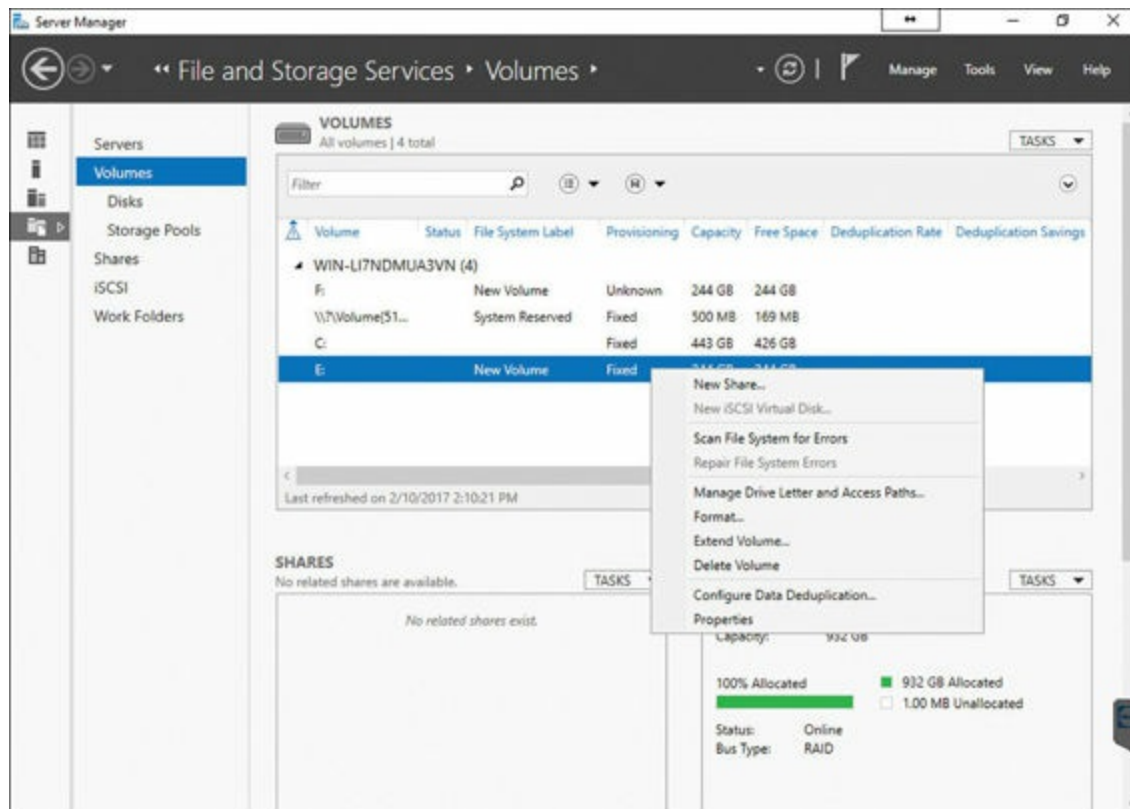 Server Manager
File and Storage Services ‣ Volumes ‣
Manage Tools View Help
Servers
Volumes
Disks
Storage Pools
Shares
iSCSI
Work Folders
VOLUMES
All volumes | 4 total
TASKS
Filter
Volume Status File System Label Provisioning Capacity Free Space Deduplication Rate Deduplication Savings
WIN-LI7NDMUA3VN (4)
F: New Volume Unknown 244 GB 244 GB
\\?\Volume{51... System Reserved Fixed 500 MB 169 MB
C: Fixed 443 GB 426 GB
E: New Volume Fixed
New Share...
New iSCSI Virtual Disk...
Scan File System for Errors
Repair File System Errors
Manage Drive Letter and Access Paths...
Format...
Extend Volume...
Delete Volume
Configure Data Deduplication...
Properties
Last refreshed on 2/10/2017 2:10:21 PM
SHARES
No related shares are available.
TASKS
No related shares exist.
TASKS
Capacity: 932 GB
100% Allocated
932 GB Allocated
1.00 MB Unallocated
Status: Online
Bus Type: RAID